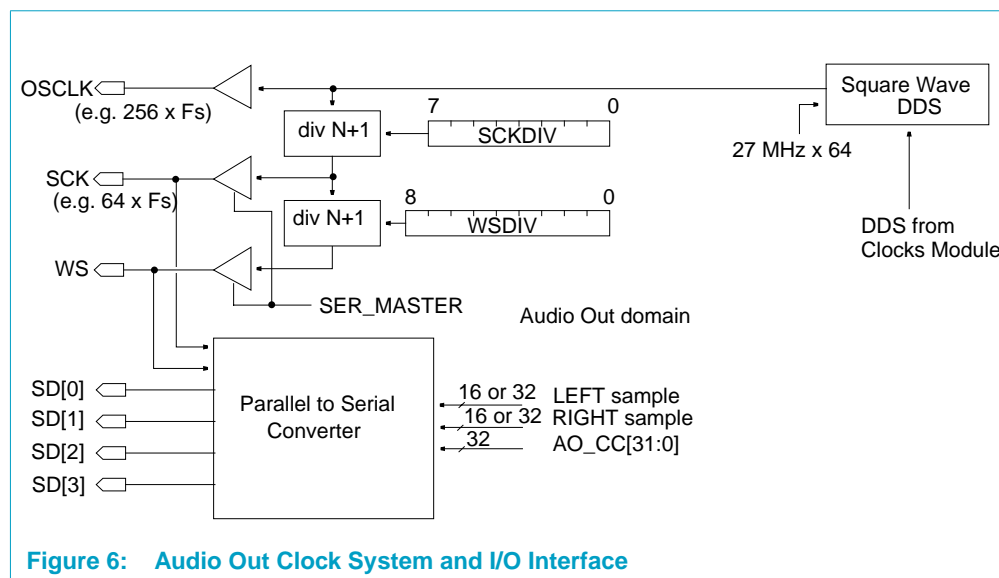 OSCLK
(e.g. 256 x Fs)
7 0
Square Wave
DDS
div N+1
SCKDIV
27 MHz x 64
SCK
(e.g. 64 x Fs)
8 0
div N+1
WSDIV
DDS from
Clocks Module
WS
SER_MASTER
Audio Out domain
SD[0]
SD[1]
SD[2]
SD[3]
Parallel to Serial
Converter
16 or 32 LEFT sample
16 or 32 RIGHT sample
32 AO_CC[31:0]
Figure 6: Audio Out Clock System and I/O Interface